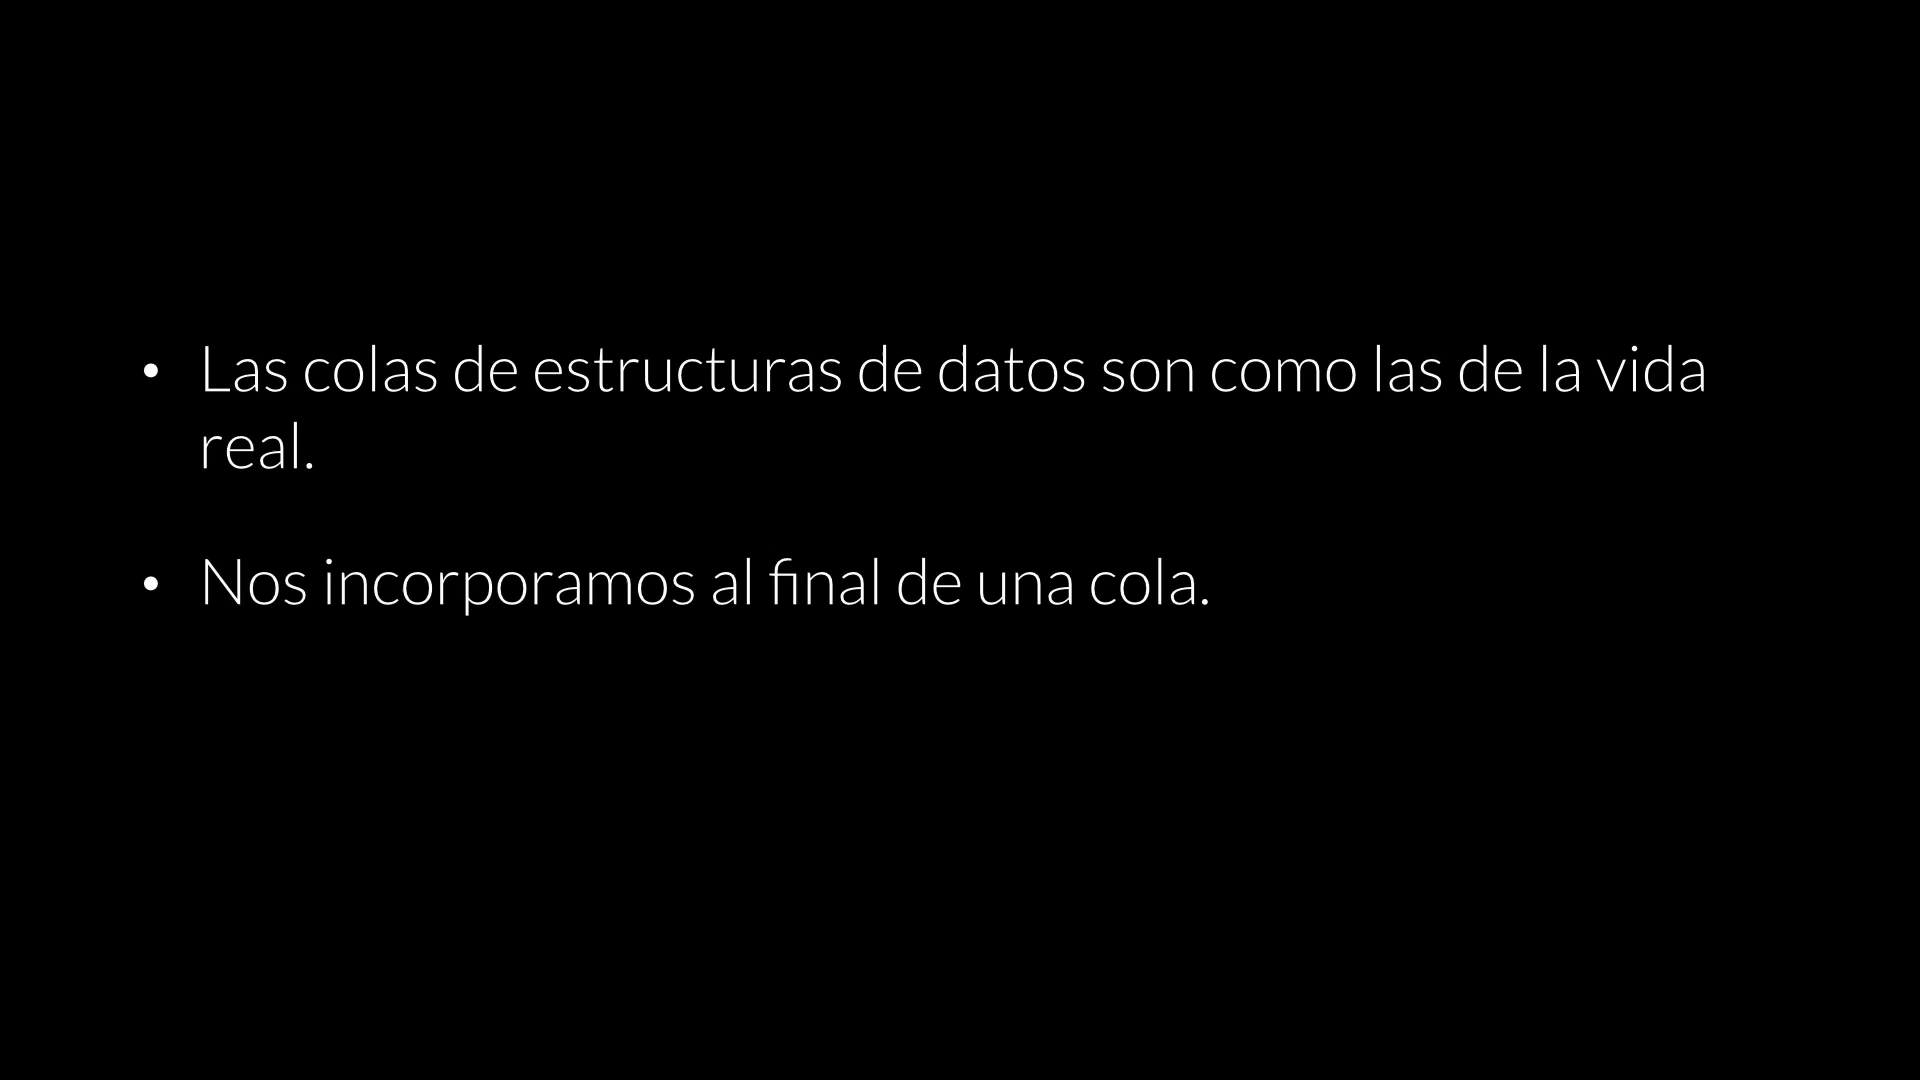 • Las colas de estructuras de datos son como las de la vida
real.
• Nos incorporamos al final de una cola.